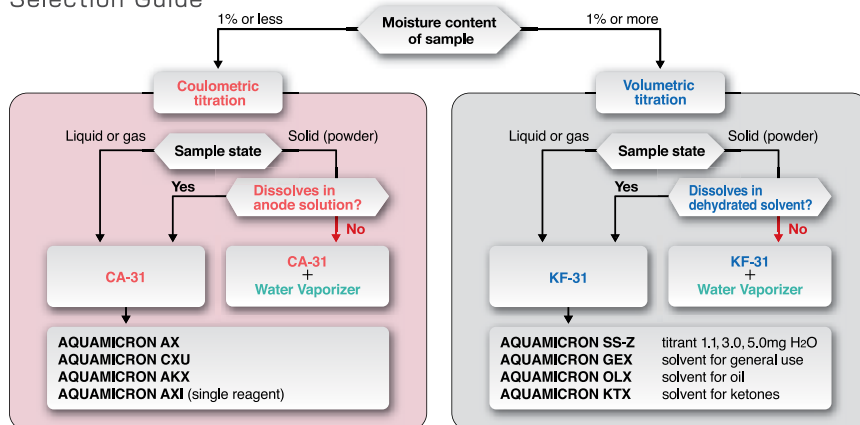 Selection Guide
1% or less
Moisture content
of sample
1% or more
Coulometric
titration
Liquid or gas
Sample state
Solid (powder)
Yes
Dissolves in
anode solution?
No
CA-31
CA-31
+
Water Vaporizer
AQUAMICRON AX
AQUAMICRON CXU
AQUAMICRON AKX
AQUAMICRON AXI (single reagent)
Volumetric
titration
Liquid or gas
Sample state
Solid (powder)
Yes
Dissolves in
dehydrated solvent?
No
KF-31
KF-31
+
Water Vaporizer
AQUAMICRON SS-Z titrant 1.1, 3.0, 5.0mg H2O
AQUAMICRON GEX solvent for general use
AQUAMICRON OLX solvent for oil
AQUAMICRON KTX solvent for ketones